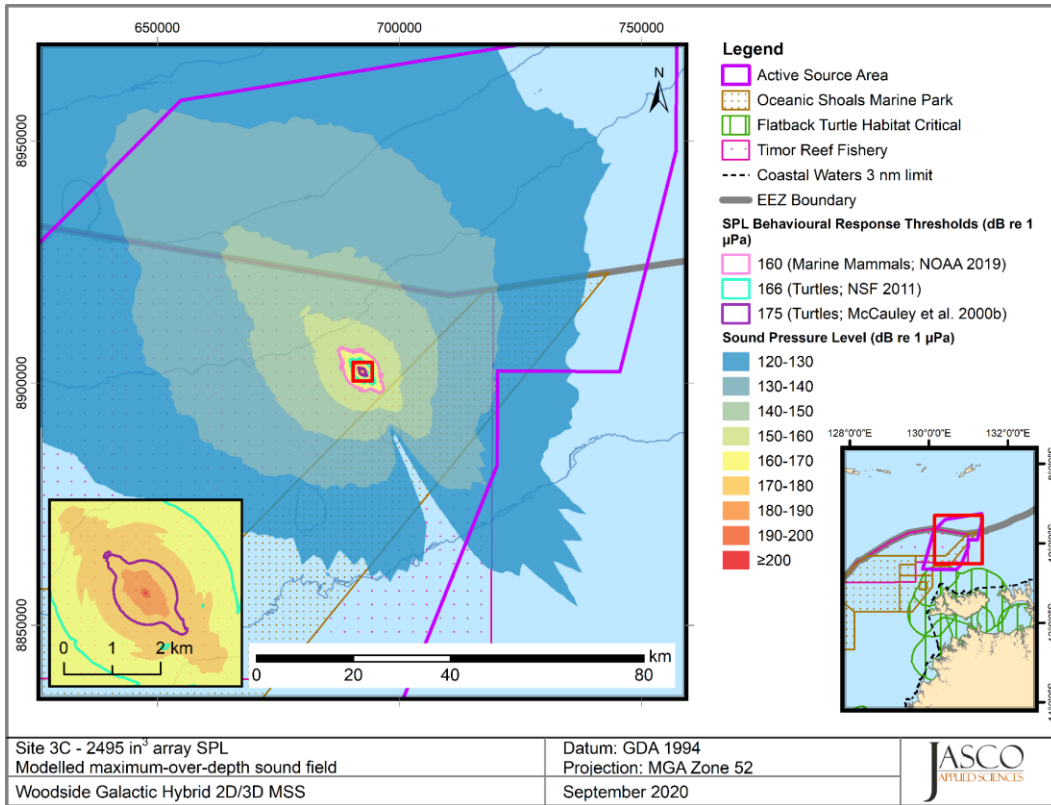 650000
700000
750000
8950000
8900000
8850000
N
0 1 2 km
km
0 20 40 80
Legend
Active Source Area
Oceanic Shoals Marine Park
Flatback Turtle Habitat Critical
Timor Reef Fishery
Coastal Waters 3 nm limit
EEZ Boundary
SPL Behavioural Response Thresholds (dB re 1
µPa)
160 (Marine Mammals; NOAA 2019)
166 (Turtles; NSF 2011)
175 (Turtles; McCauley et al. 2000b)
Sound Pressure Level (dB re 1 µPa)
120-130
130-140
140-150
150-160
160-170
170-180
180-190
190-200
≥200
128°0'0"E 130°0'0"E 132°0'0"E
Site 3C - 2495 in³ array SPL
Modelled maximum-over-depth sound field
Woodside Galactic Hybrid 2D/3D MSS
Datum: GDA 1994
Projection: MGA Zone 52
September 2020
JASCO
APPLIED SCIENCES